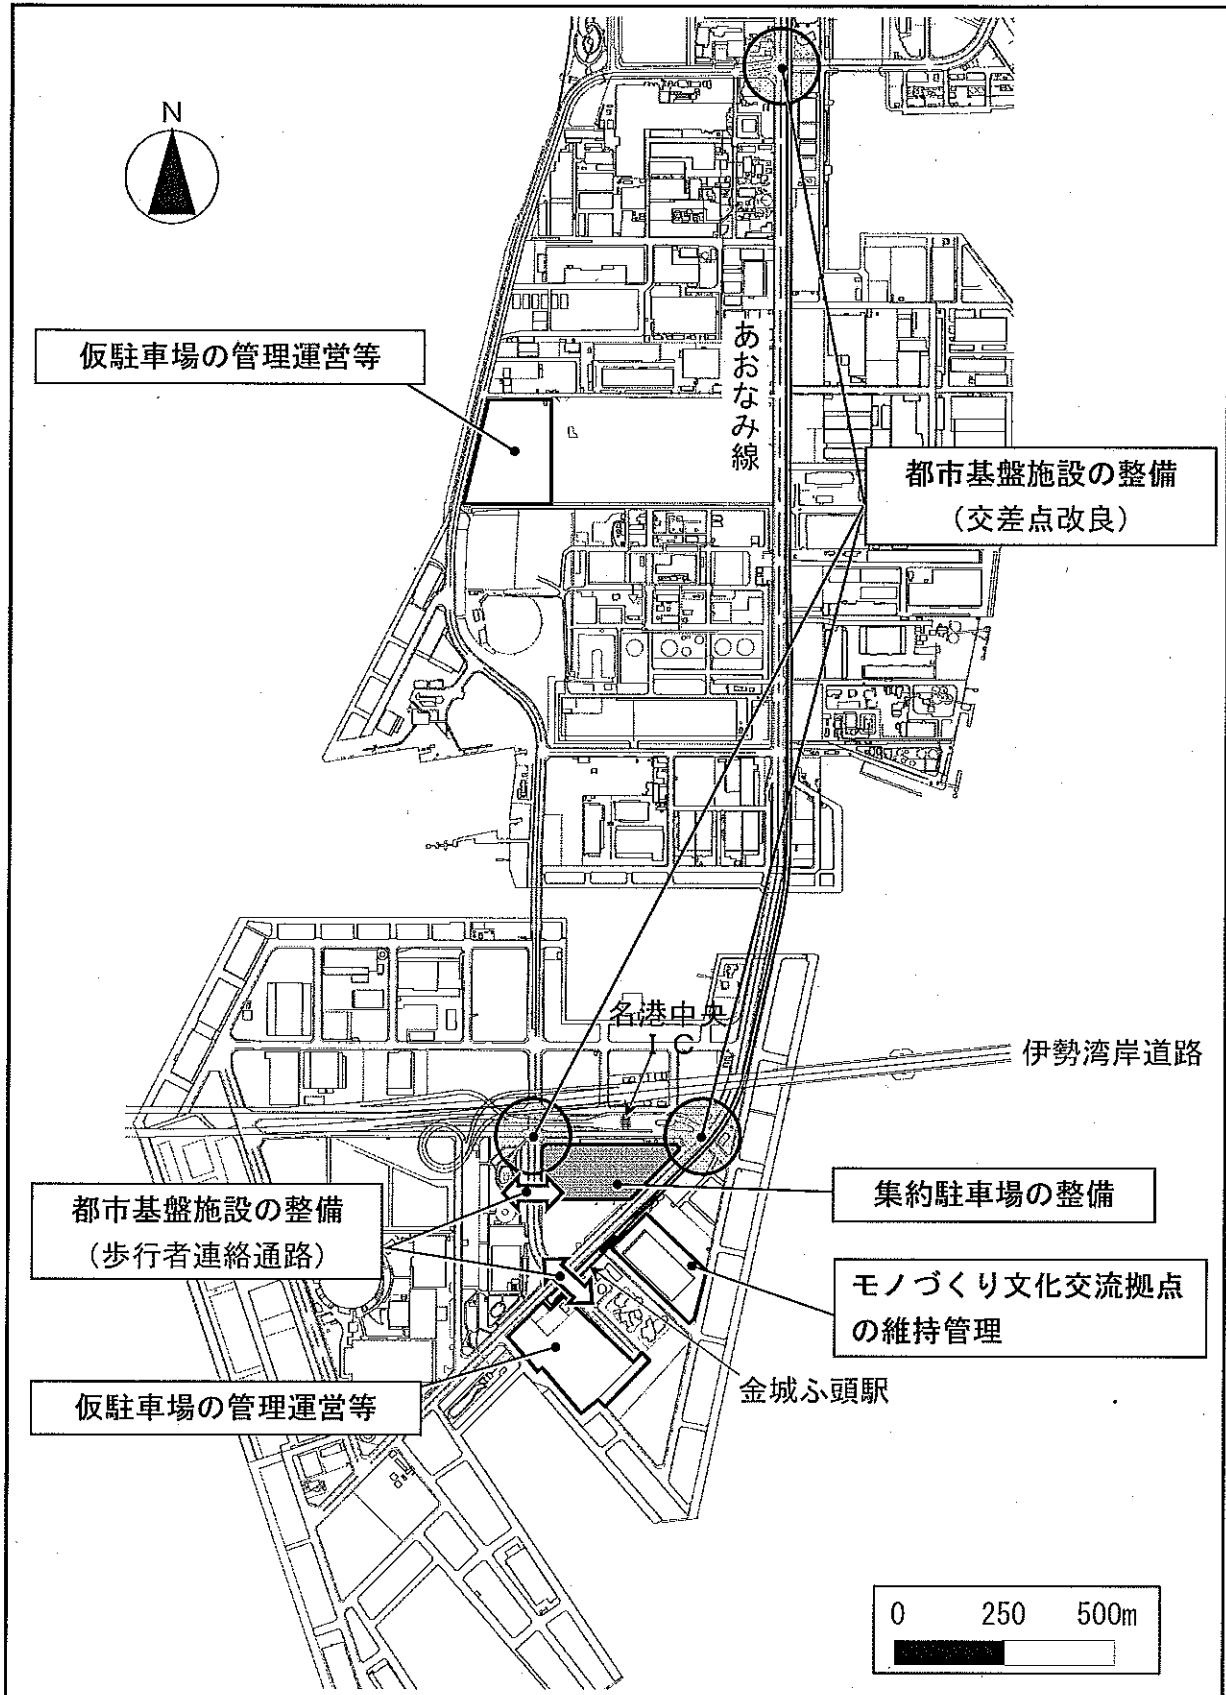 N
仮駐車場の管理運営等
あおなみ線
都市基盤施設の整備
（交差点改良）
名港中央
ＩＣ
伊勢湾岸道路
都市基盤施設の整備
（歩行者連絡通路）
集約駐車場の整備
モノづくり文化交流拠点
の維持管理
仮駐車場の管理運営等
金城ふ頭駅
0 250 500m